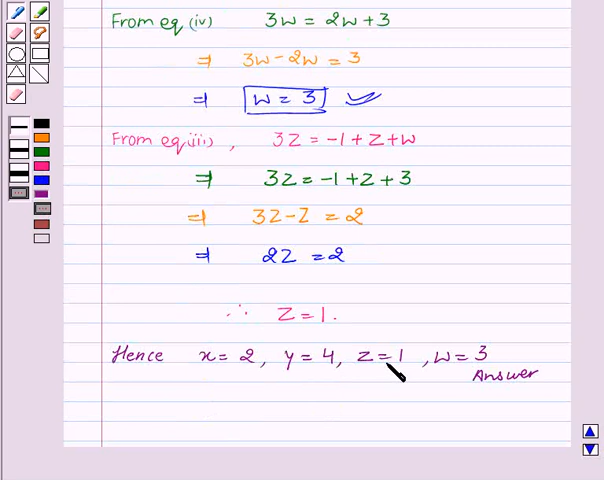 From eq (iv) 3w = 2w + 3
⇒ 3w - 2w = 3
⇒ w = 3
From eq(iii), 3z = -1 + z + w
⇒ 3z = -1 + z + 3
⇒ 3z - z = 2
⇒ 2z = 2
∴ z = 1.
Hence x = 2, y = 4, z = 1, w = 3
Answer